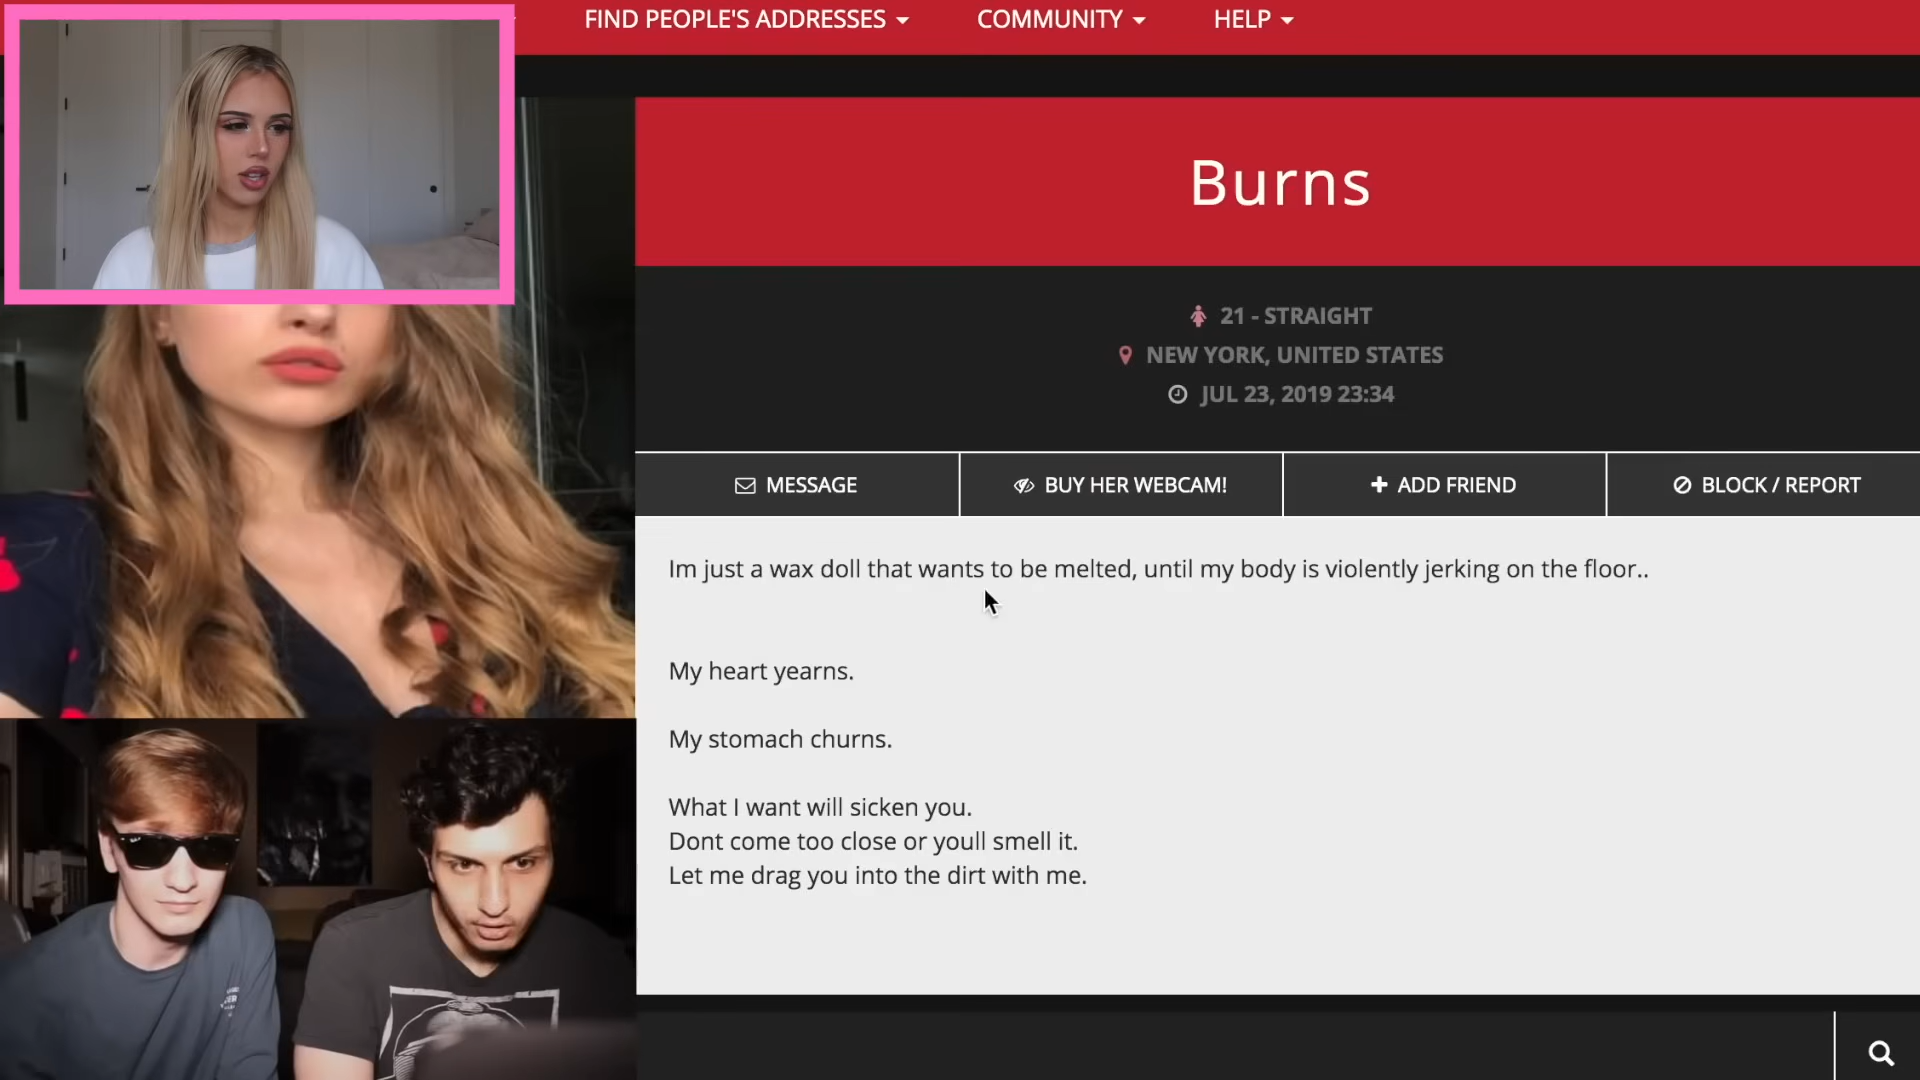 FIND PEOPLE'S ADDRESSES
COMMUNITY
HELP
Burns
21 - STRAIGHT
NEW YORK, UNITED STATES
JUL 23, 2019 23:34
MESSAGE
BUY HER WEBCAM!
ADD FRIEND
BLOCK / REPORT
Im just a wax doll that wants to be melted, until my body is violently jerking on the floor..
My heart yearns.
My stomach churns.
What I want will sicken you.
Dont come too close or youll smell it.
Let me drag you into the dirt with me.